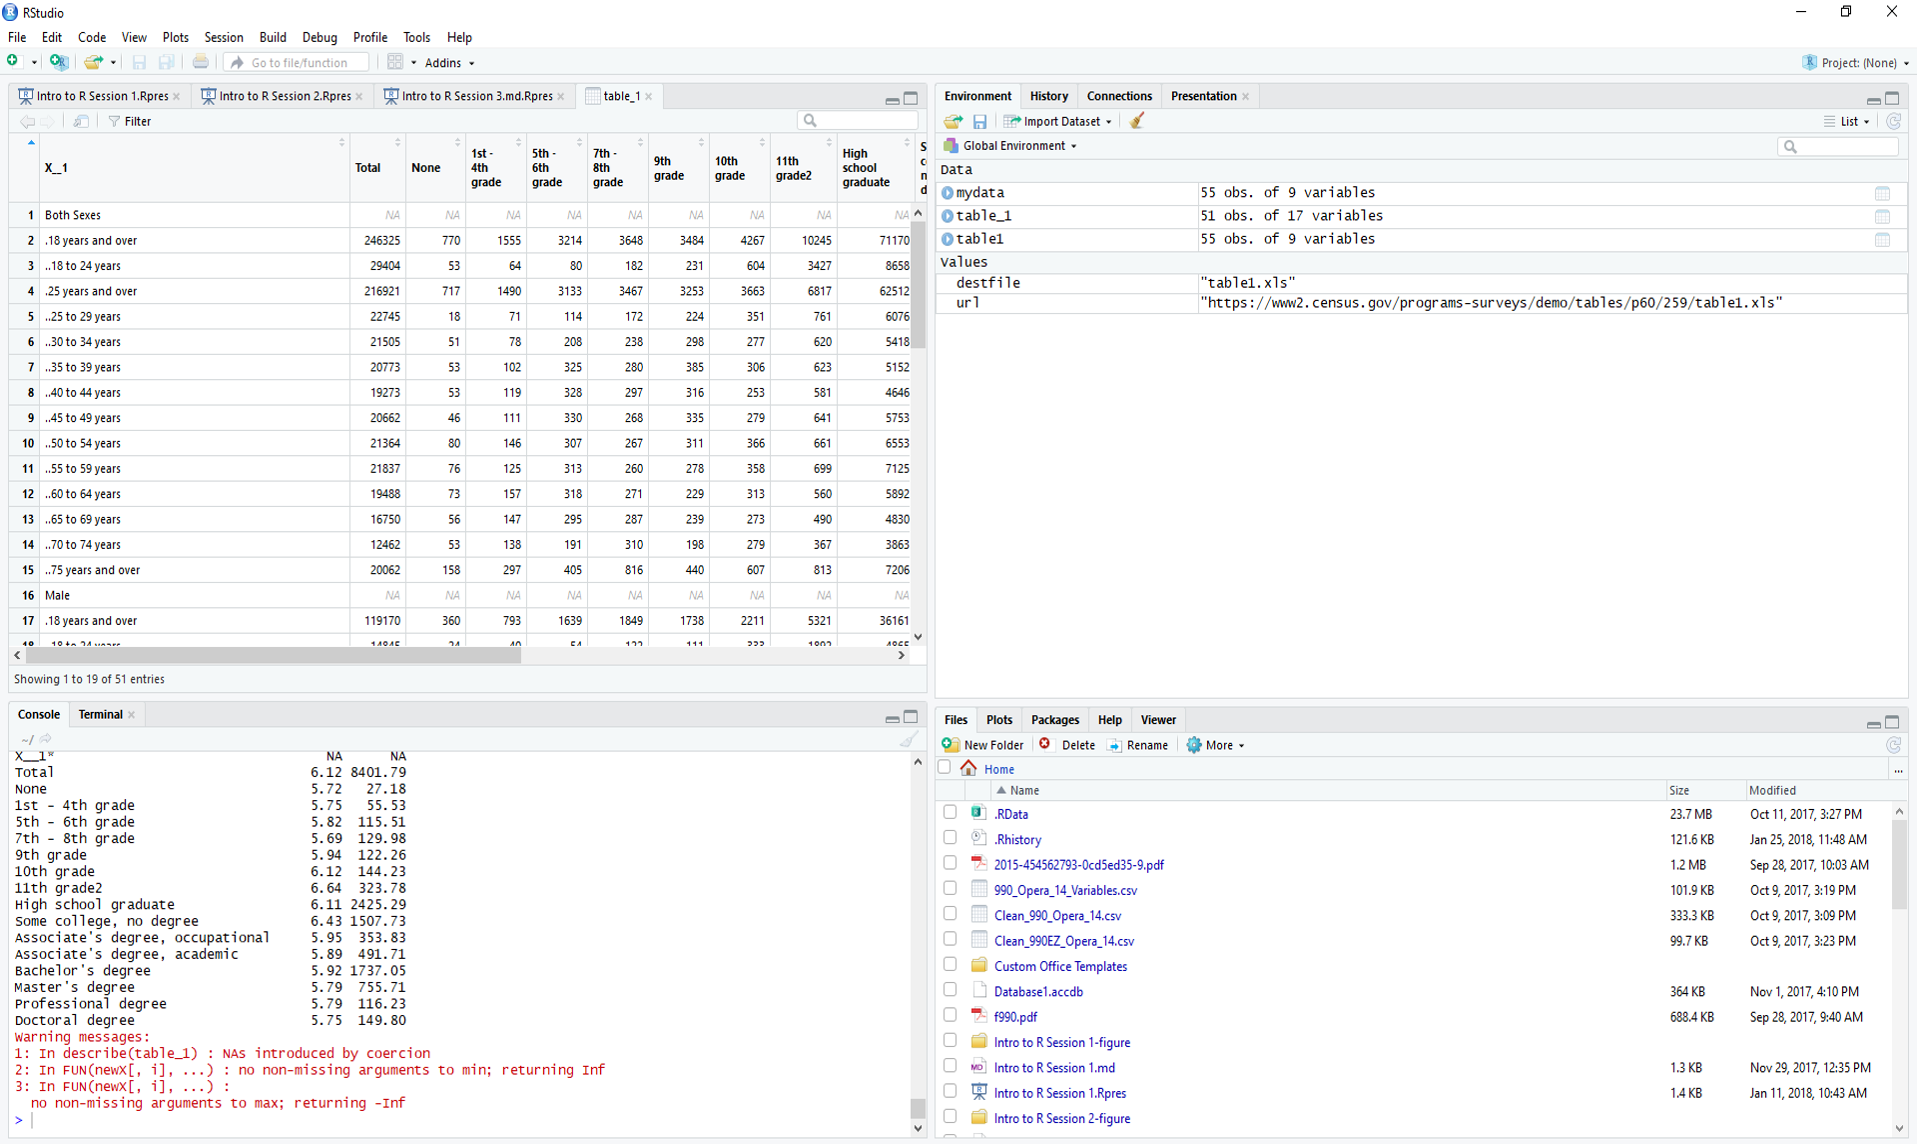 RStudio
File Edit Code View Plots Session Build Debug Profile Tools Help
Go to file/function Addins Project: (None)
Intro to R Session 1.Rpres Intro to R Session 2.Rpres Intro to R Session 3.md.Rpres table_1
Filter
X__1 Total None 1st - 4th grade 5th - 6th grade 7th - 8th grade 9th grade 10th grade 11th grade2 High school graduate
1 Both Sexes NA NA NA NA NA NA NA NA NA
2 .18 years and over 246325 770 1555 3214 3648 3484 4267 10245 71170
3 ..18 to 24 years 29404 53 64 80 182 231 604 3427 8658
4 .25 years and over 216921 717 1490 3133 3467 3253 3663 6817 62512
5 ..25 to 29 years 22745 18 71 114 172 224 351 761 6076
6 ..30 to 34 years 21505 51 78 208 238 298 277 620 5418
7 ..35 to 39 years 20773 53 102 325 280 385 306 623 5152
8 ..40 to 44 years 19273 53 119 328 297 316 253 581 4646
9 ..45 to 49 years 20662 46 111 330 268 335 279 641 5753
10 ..50 to 54 years 21364 80 146 307 267 311 366 661 6553
11 ..55 to 59 years 21837 76 125 313 260 278 358 699 7125
12 ..60 to 64 years 19488 73 157 318 271 229 313 560 5892
13 ..65 to 69 years 16750 56 147 295 287 239 273 490 4830
14 ..70 to 74 years 12462 53 138 191 310 198 279 367 3863
15 ..75 years and over 20062 158 297 405 816 440 607 813 7206
16 Male NA NA NA NA NA NA NA NA NA
17 .18 years and over 119170 360 793 1639 1849 1738 2211 5321 36161
Showing 1 to 19 of 51 entries
Console Terminal
~/
X__1* NA NA
Total 6.12 8401.79
None 5.72 27.18
1st - 4th grade 5.75 55.53
5th - 6th grade 5.82 115.51
7th - 8th grade 5.69 129.98
9th grade 5.94 122.26
10th grade 6.12 144.23
11th grade2 6.64 323.78
High school graduate 6.11 2425.29
Some college, no degree 6.43 1507.73
Associate's degree, occupational 5.95 353.83
Associate's degree, academic 5.89 491.71
Bachelor's degree 5.92 1737.05
Master's degree 5.79 755.71
Professional degree 5.79 116.23
Doctoral degree 5.75 149.80
Warning messages:
1: In describe(table_1) : NAs introduced by coercion
2: In FUN(newX[, i], ...) : no non-missing arguments to min; returning Inf
3: In FUN(newX[, i], ...) :
no non-missing arguments to max; returning -Inf
>
Environment History Connections Presentation
Import Dataset List
Global Environment
Data
mydata 55 obs. of 9 variables
table_1 51 obs. of 17 variables
table1 55 obs. of 9 variables
Values
destfile "table1.xls"
url "https://www2.census.gov/programs-surveys/demo/tables/p60/259/table1.xls"
Files Plots Packages Help Viewer
New Folder Delete Rename More
Home ...
Name Size Modified
.RData 23.7 MB Oct 11, 2017, 3:27 PM
.Rhistory 121.6 KB Jan 25, 2018, 11:48 AM
2015-454562793-0cd5ed35-9.pdf 1.2 MB Sep 28, 2017, 10:03 AM
990_Opera_14_Variables.csv 101.9 KB Oct 9, 2017, 3:19 PM
Clean_990_Opera_14.csv 333.3 KB Oct 9, 2017, 3:09 PM
Clean_990EZ_Opera_14.csv 99.7 KB Oct 9, 2017, 3:23 PM
Custom Office Templates
Database1.accdb 364 KB Nov 1, 2017, 4:10 PM
f990.pdf 688.4 KB Sep 28, 2017, 9:40 AM
Intro to R Session 1-figure
Intro to R Session 1.md 1.3 KB Nov 29, 2017, 12:35 PM
Intro to R Session 1.Rpres 1.4 KB Jan 11, 2018, 10:43 AM
Intro to R Session 2-figure